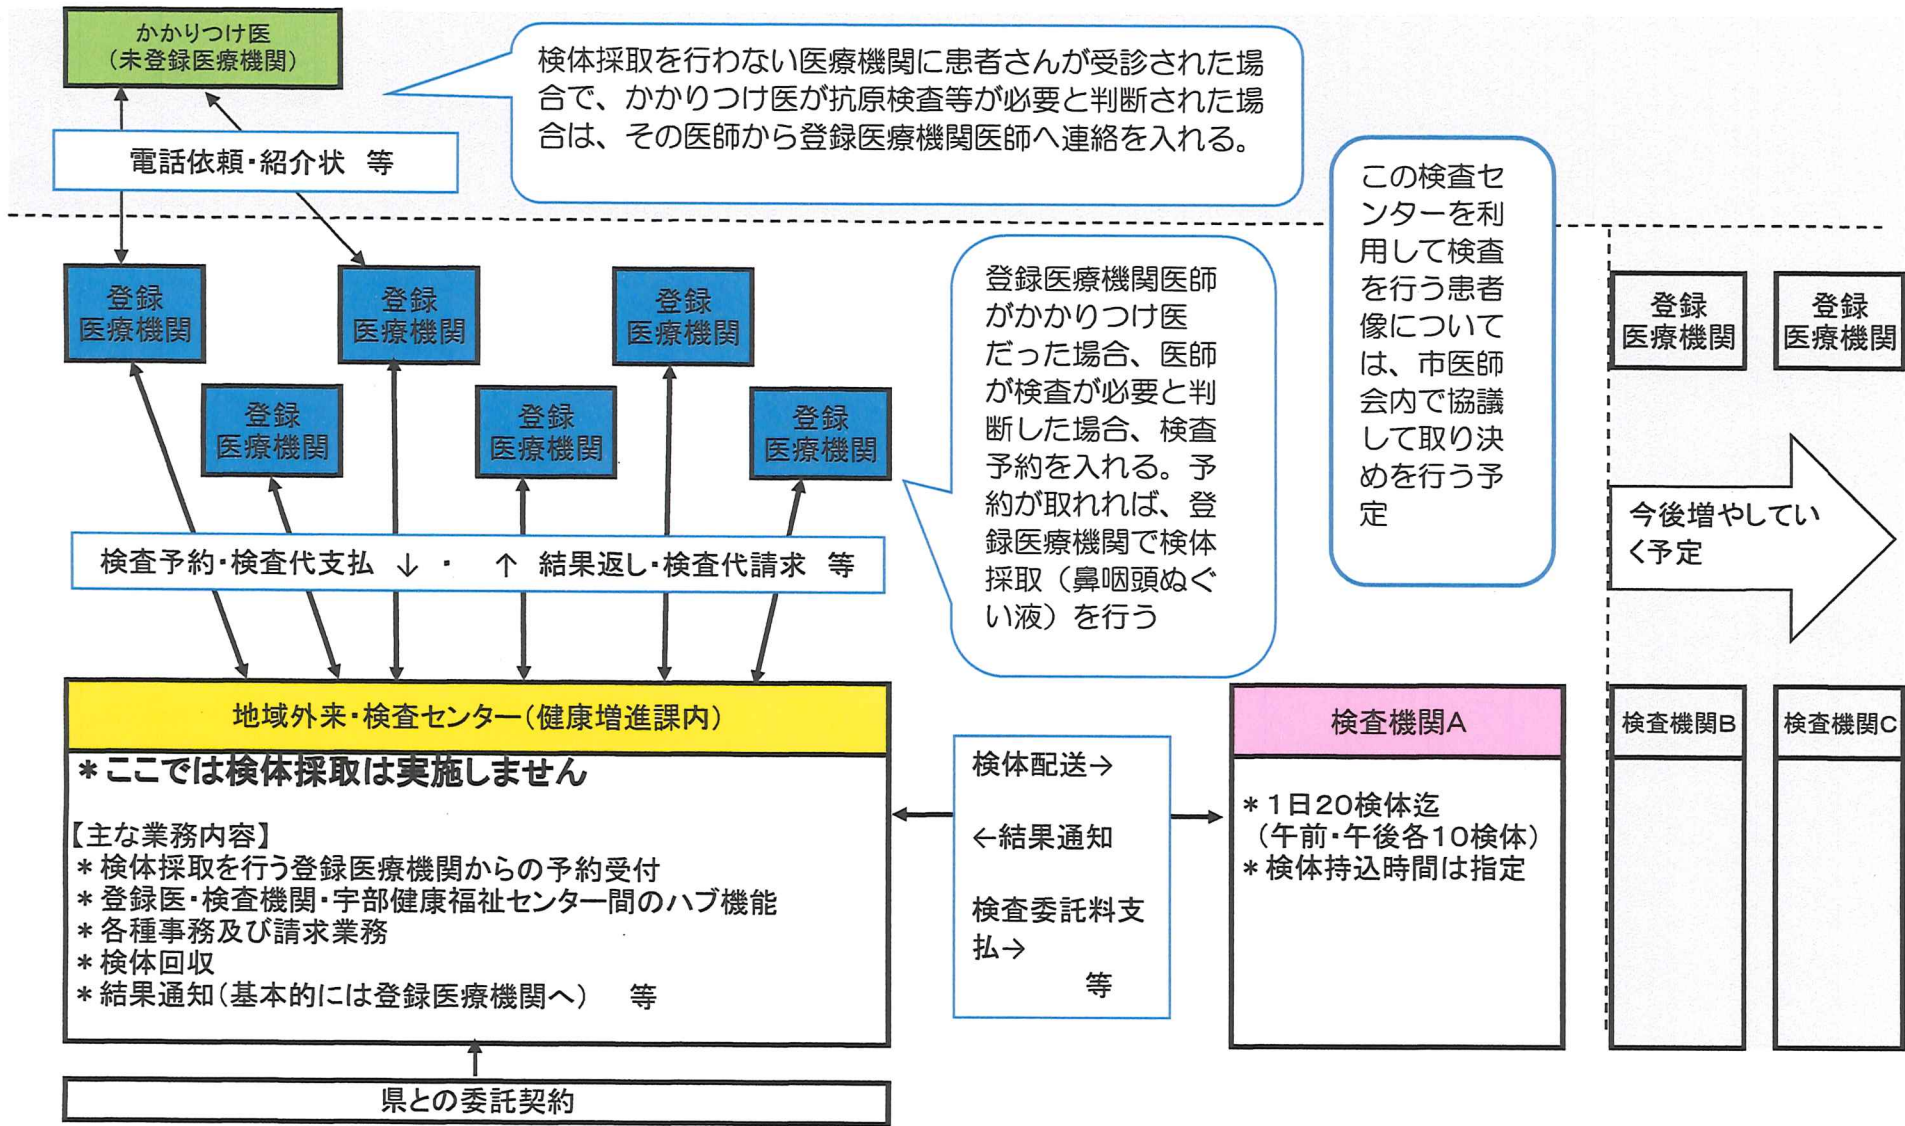 かかりつけ医
（未登録医療機関）
検体採取を行わない医療機関に患者さんが受診された場
合で、かかりつけ医が抗原検査等が必要と判断された場
合は、その医師から登録医療機関医師へ連絡を入れる。
電話依頼・紹介状　等
この検査セ
ンターを利
用して検査
を行う患者
像について
は、市医師
会内で協議
して取り決
めを行う予
定
登録
医療機関
登録
医療機関
登録
医療機関
登録
医療機関
登録
医療機関
登録
医療機関
登録医療機関医師
がかかりつけ医
だった場合、医師
が検査が必要と判
断した場合、検査
予約を入れる。予
約が取れれば、登
録医療機関で検体
採取（鼻咽頭ぬぐ
い液）を行う
登録
医療機関
登録
医療機関
今後増やしてい
く予定
検査予約・検査代支払　↓　・　↑　結果返し・検査代請求　等
地域外来・検査センター（健康増進課内）
＊ここでは検体採取は実施しません
【主な業務内容】
＊検体採取を行う登録医療機関からの予約受付
＊登録医・検査機関・宇部健康福祉センター間のハブ機能
＊各種事務及び請求業務
＊検体回収
＊結果通知（基本的には登録医療機関へ）　等
検体配送→
←結果通知
検査委託料支
払→
等
検査機関A
＊1日20検体迄
（午前・午後各10検体）
＊検体持込時間は指定
検査機関B
検査機関C
県との委託契約